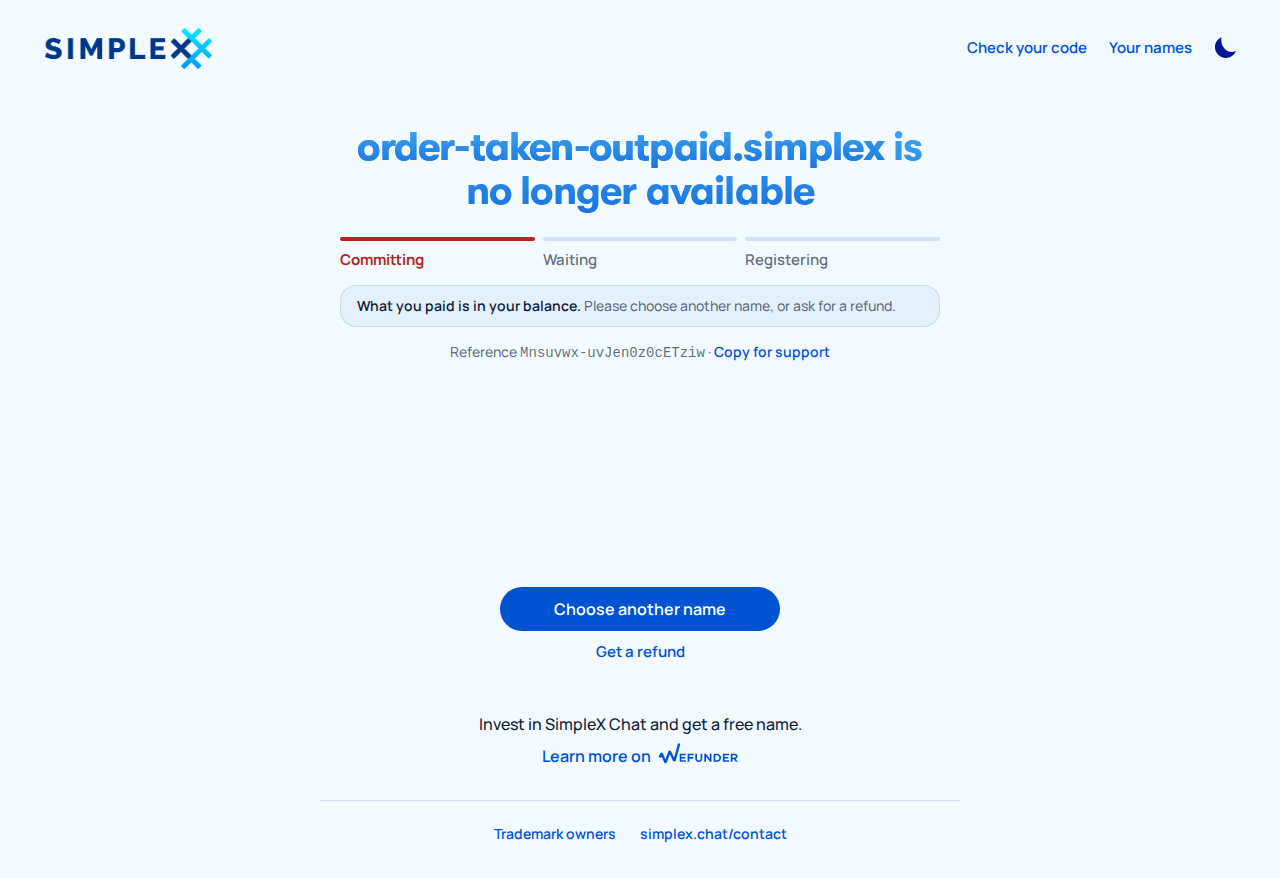 SIMPLEX
Check your code
Your names
order-taken-outpaid.simplex is
no longer available
Committing
Waiting
Registering
What you paid is in your balance. Please choose another name, or ask for a refund.
Reference Mnsuvwx-uvJen0z0cETziw · Copy for support
Choose another name
Get a refund
Invest in SimpleX Chat and get a free name.
Learn more on WEFUNDER
Trademark owners
simplex.chat/contact